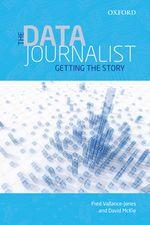 OXFORD
THE DATA
JOURNALIST
GETTING THE STORY
Fred Vallance-Jones
and David McKie